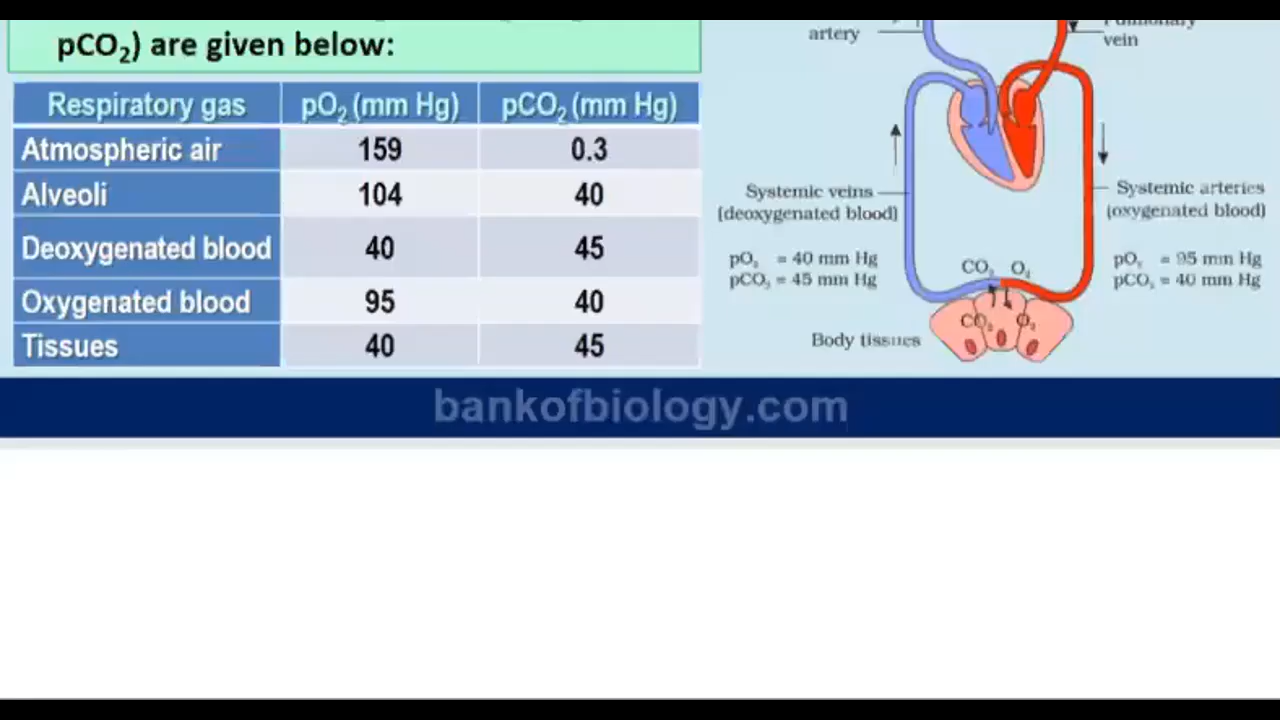 pCO₂) are given below:
Respiratory gas pO₂ (mm Hg) pCO₂ (mm Hg)
Atmospheric air 159 0.3
Alveoli 104 40
Deoxygenated blood 40 45
Oxygenated blood 95 40
Tissues 40 45
artery
Pulmonary
vein
Systemic veins
(deoxygenated blood)
pO₂ = 40 mm Hg
pCO₂ = 45 mm Hg
Systemic arteries
(oxygenated blood)
pO₂ = 95 mm Hg
pCO₂ = 40 mm Hg
CO₂ O₂
CO₂ O₂
Body tissues
bankofbiology.com